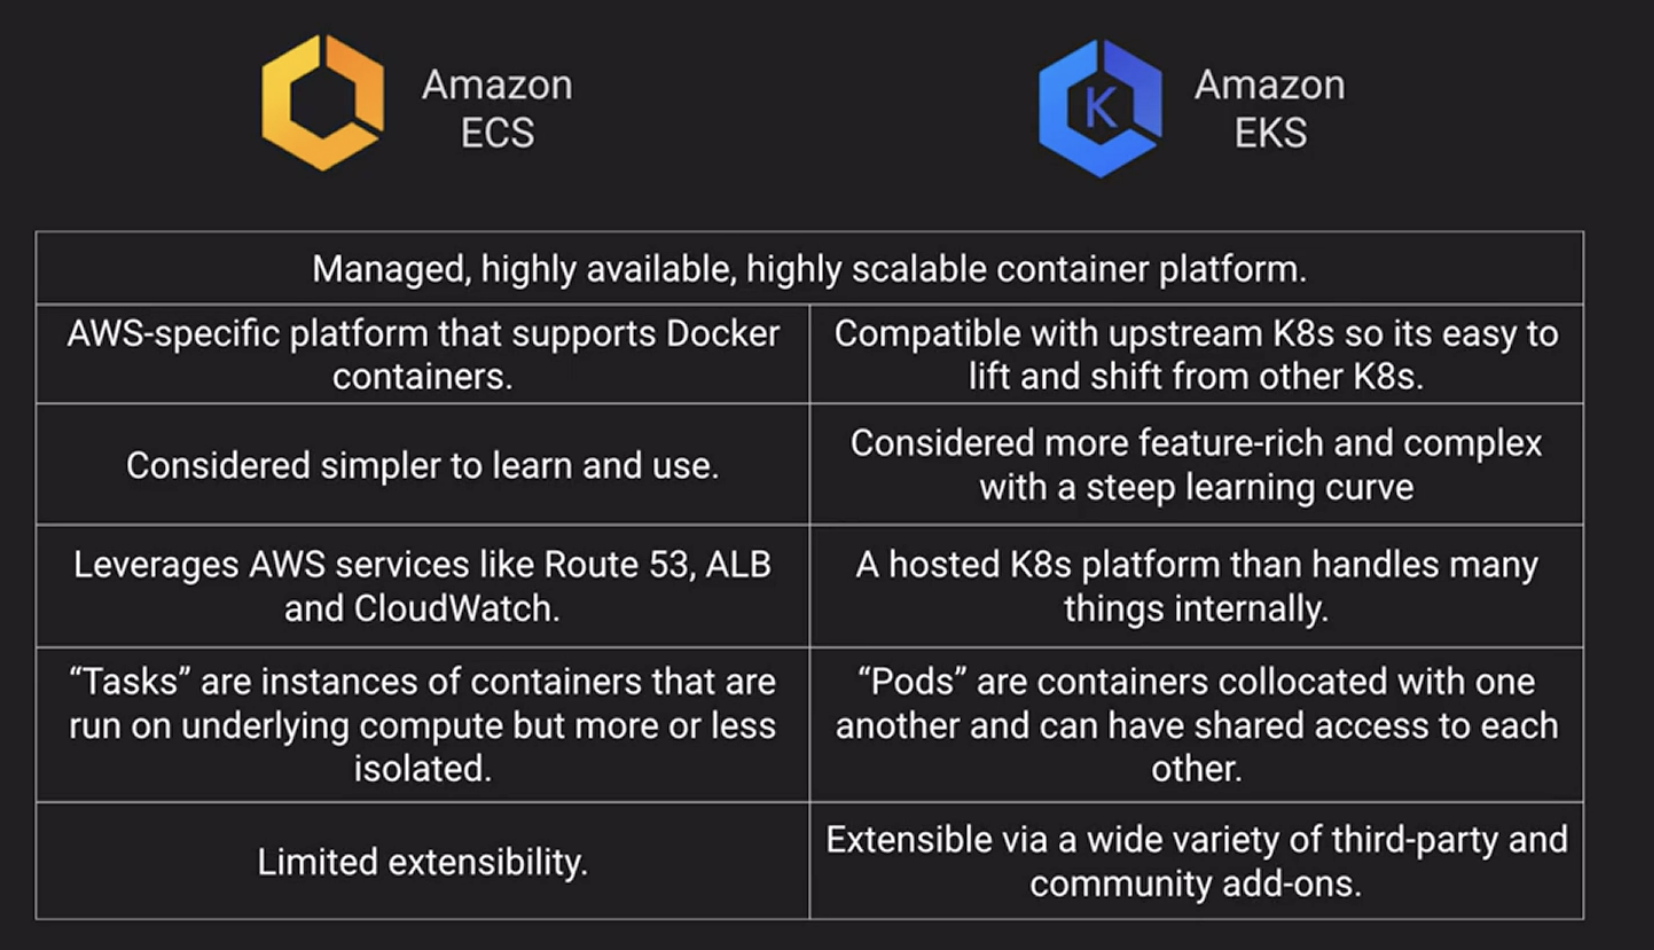 Amazon
ECS
K
Amazon
EKS
Managed, highly available, highly scalable container platform.
AWS-specific platform that supports Docker
containers.
Compatible with upstream K8s so its easy to
lift and shift from other K8s.
Considered simpler to learn and use.
Considered more feature-rich and complex
with a steep learning curve
Leverages AWS services like Route 53, ALB
and CloudWatch.
A hosted K8s platform than handles many
things internally.
“Tasks” are instances of containers that are
run on underlying compute but more or less
isolated.
“Pods” are containers collocated with one
another and can have shared access to each
other.
Limited extensibility.
Extensible via a wide variety of third-party and
community add-ons.